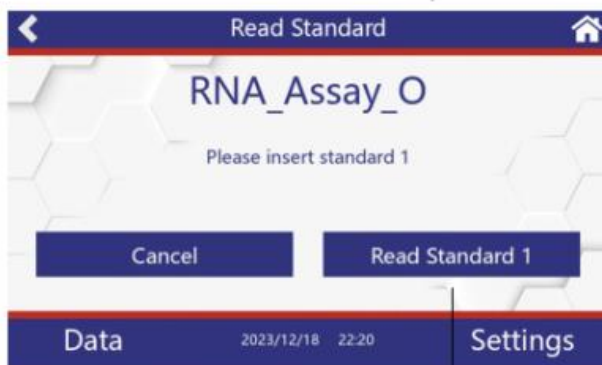 Read Standard
RNA_Assay_O
Please insert standard 1
Cancel
Read Standard 1
Data
2023/12/18 22:20
Settings